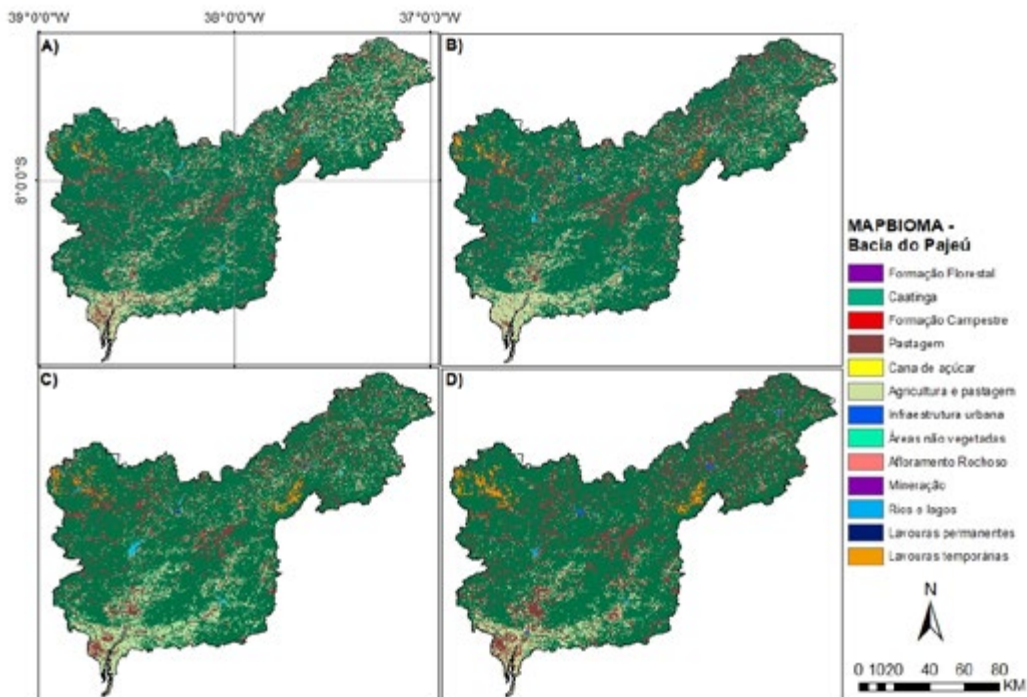 39°0'0"W
38°0'0"W
37°0'0"W
8°0'0"S
A)
B)
C)
D)
MAPBIOMA -
Bacia do Pajeú
Formação Florestal
Caatinga
Formação Campestre
Pastagem
Cana de açúcar
Agricultura e pastagem
Infraestrutura urbana
Áreas não vegetadas
Afloramento Rochoso
Mineração
Rios e lagos
Lavouras permanentes
Lavouras temporárias
N
0 1020 40 60 80
KM